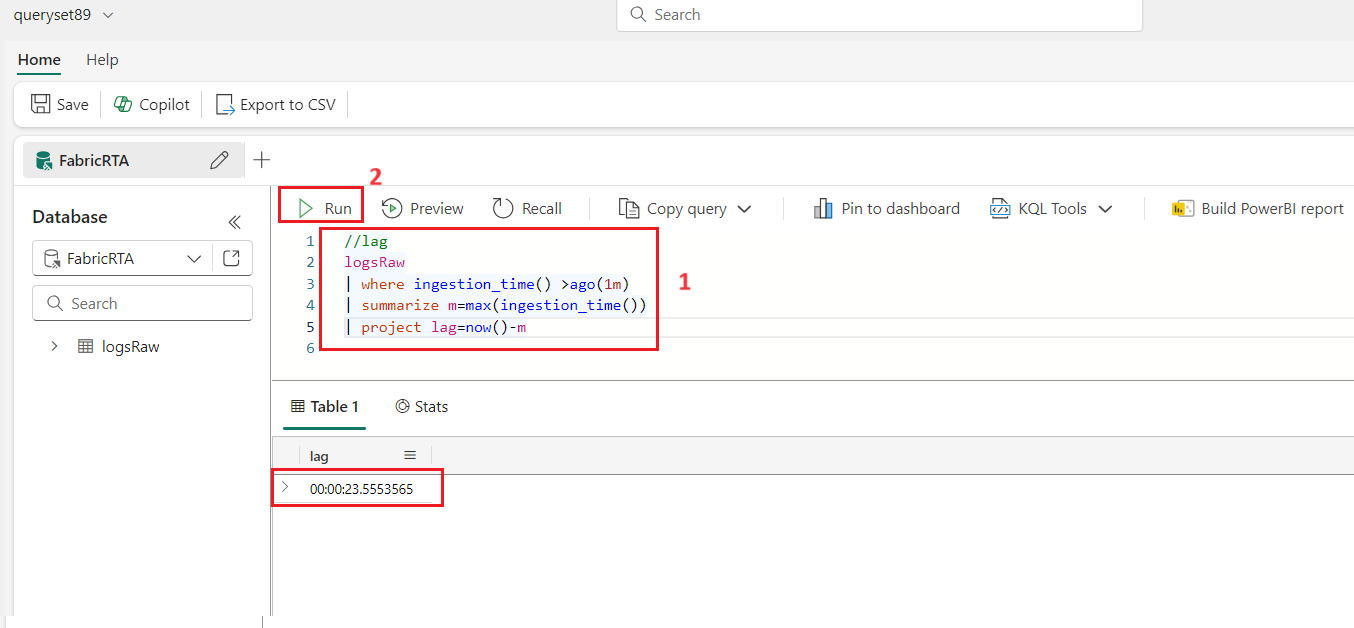 queryset89
Search
Home Help
Save Copilot Export to CSV
FabricRTA
2
Database
Run Preview Recall Copy query Pin to dashboard KQL Tools Build PowerBI report
FabricRTA
Search
logsRaw
1 //lag
2 logsRaw
3 | where ingestion_time() >ago(1m)
4 | summarize m=max(ingestion_time())
5 | project lag=now()-m
6
1
Table 1 Stats
lag
00:00:23.5553565